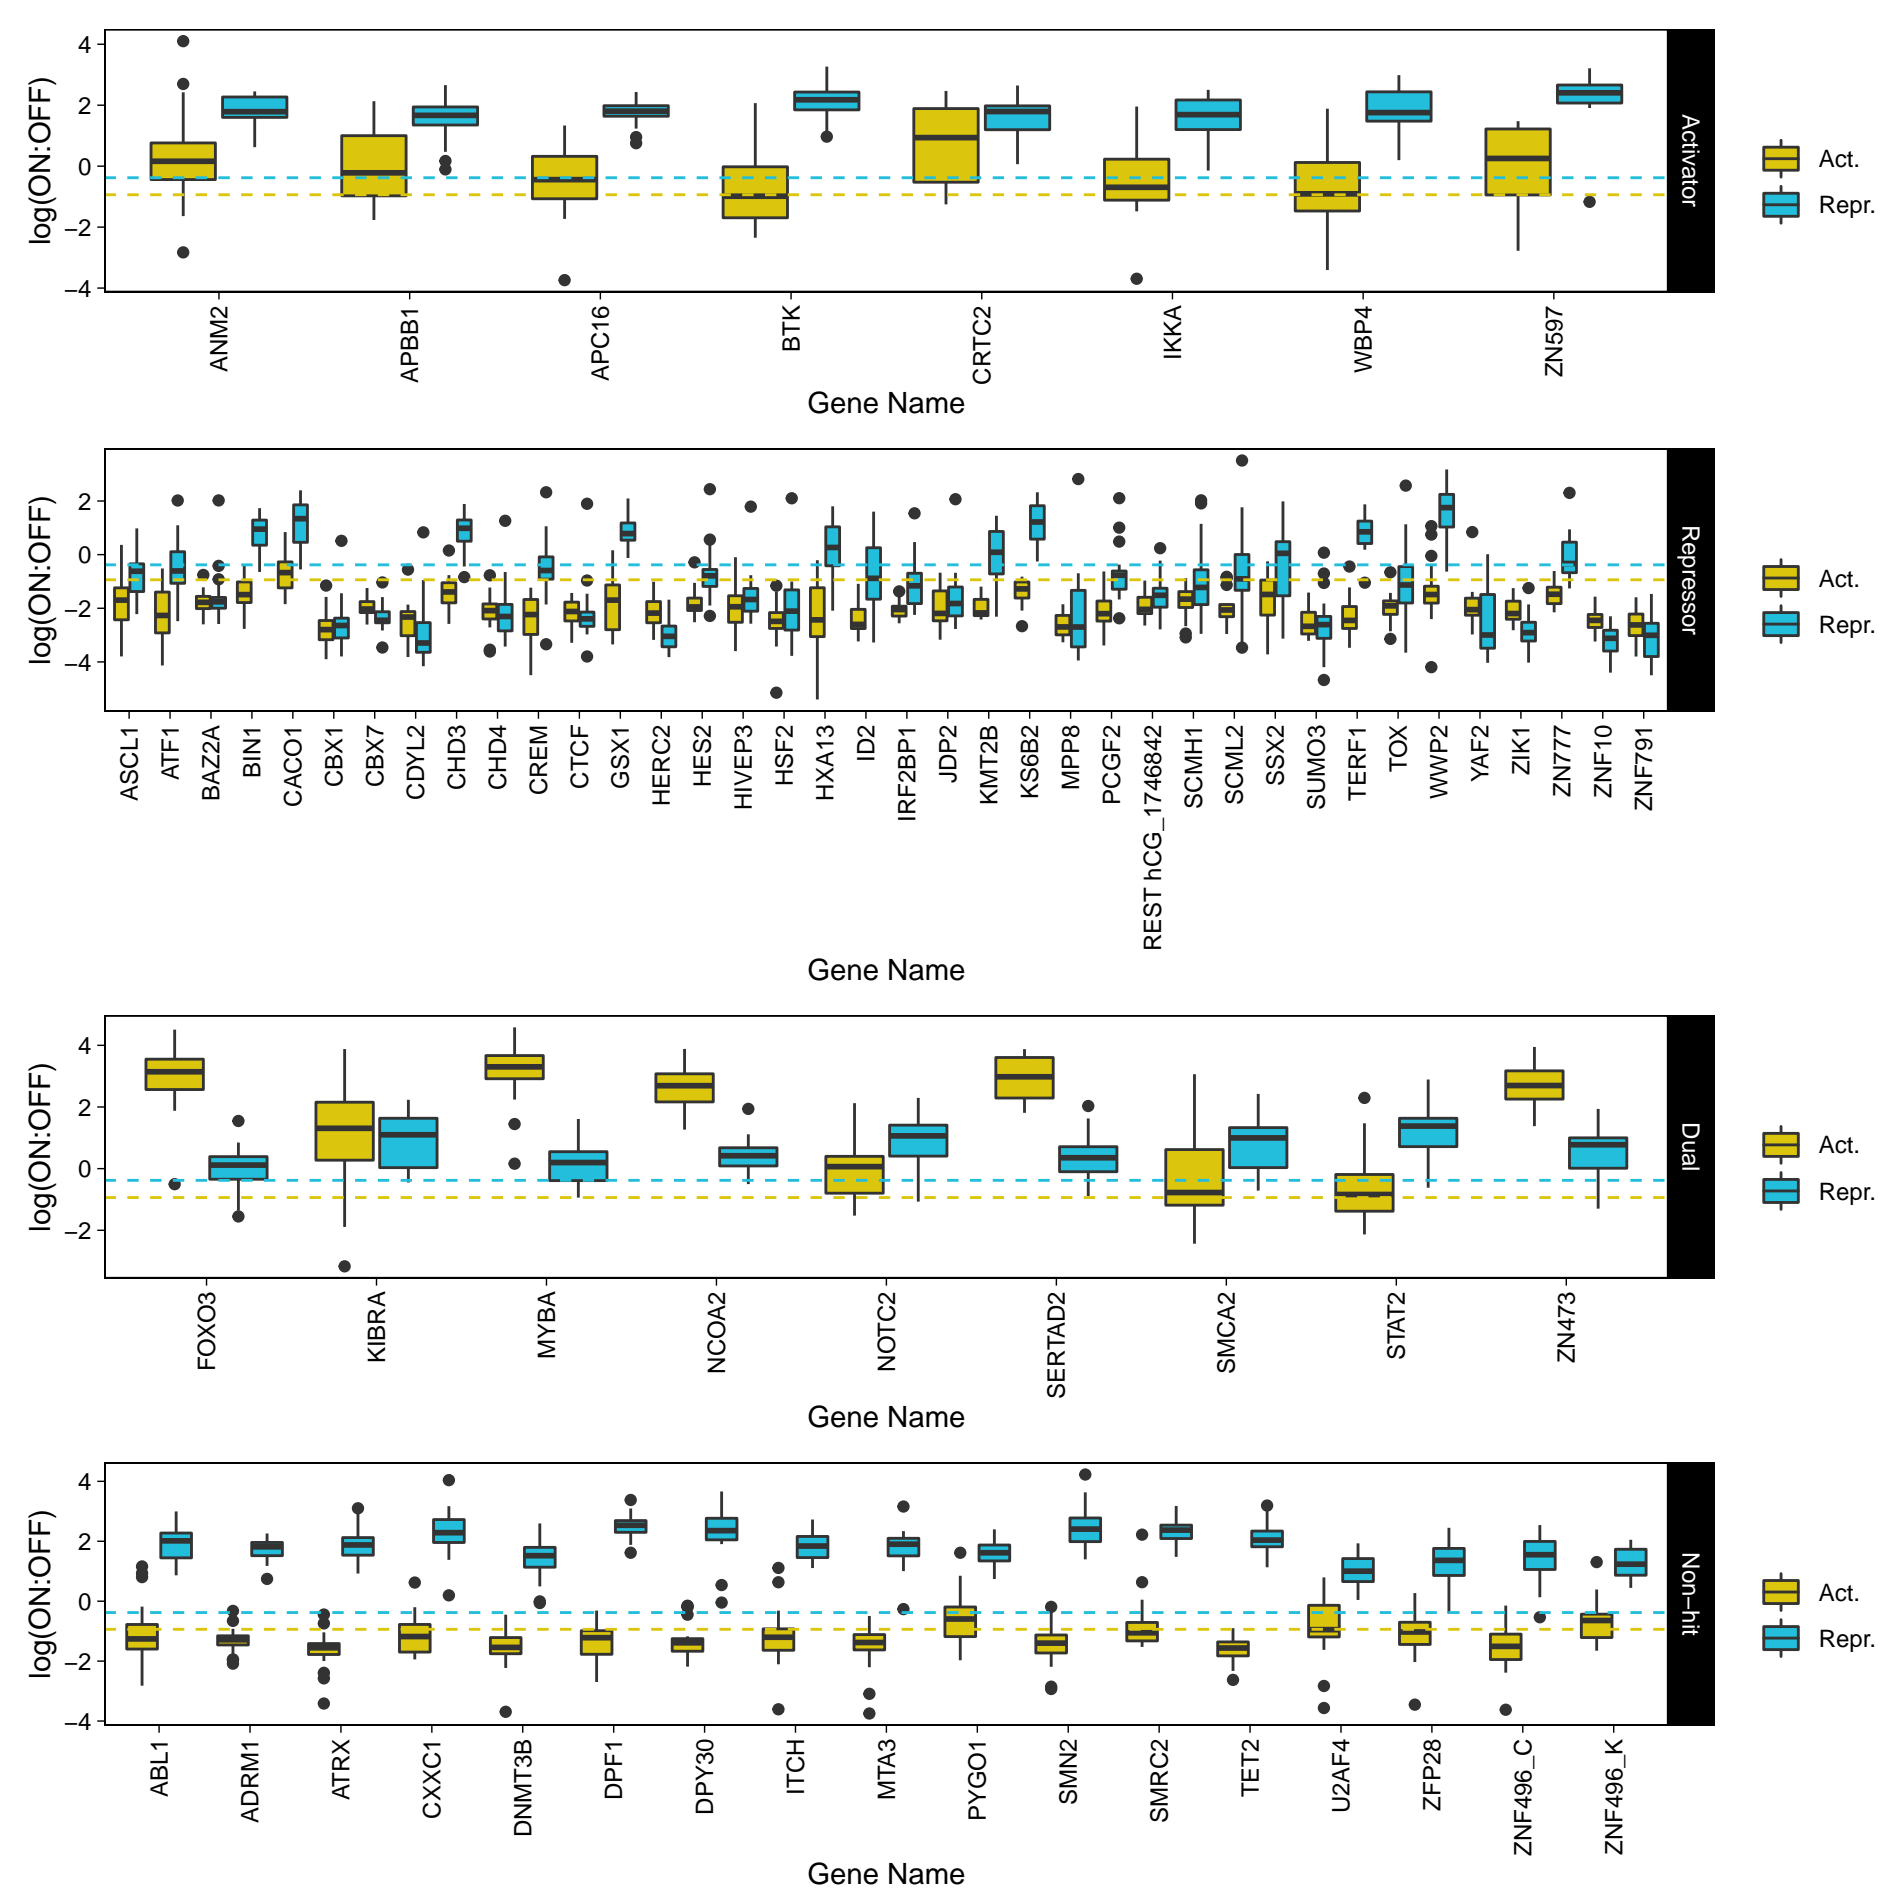 4
2
0
−2
−4
log(ON:OFF)
Activator
Act.
Repr.
ANM2
APBB1
APC16
BTK
CRTC2
IKKA
WBP4
ZN597
Gene Name
2
0
−2
−4
log(ON:OFF)
Repressor
Act.
Repr.
ASCL1
ATF1
BAZ2A
BIN1
CACO1
CBX1
CBX7
CDYL2
CHD3
CHD4
CREM
CTCF
GSX1
HERC2
HES2
HIVEP3
HSF2
HXA13
ID2
IRF2BP1
JDP2
KMT2B
KS6B2
MPP8
PCGF2
REST hCG_1746842
SCMH1
SCML2
SSX2
SUMO3
TERF1
TOX
WWP2
YAF2
ZIK1
ZN777
ZNF10
ZNF791
Gene Name
4
2
0
−2
log(ON:OFF)
Dual
Act.
Repr.
FOXO3
KIBRA
MYBA
NCOA2
NOTC2
SERTAD2
SMCA2
STAT2
ZN473
Gene Name
4
2
0
−2
−4
log(ON:OFF)
Non−hit
Act.
Repr.
ABL1
ADRM1
ATRX
CXXC1
DNMT3B
DPF1
DPY30
ITCH
MTA3
PYGO1
SMN2
SMRC2
TET2
U2AF4
ZFP28
ZNF496_C
ZNF496_K
Gene Name